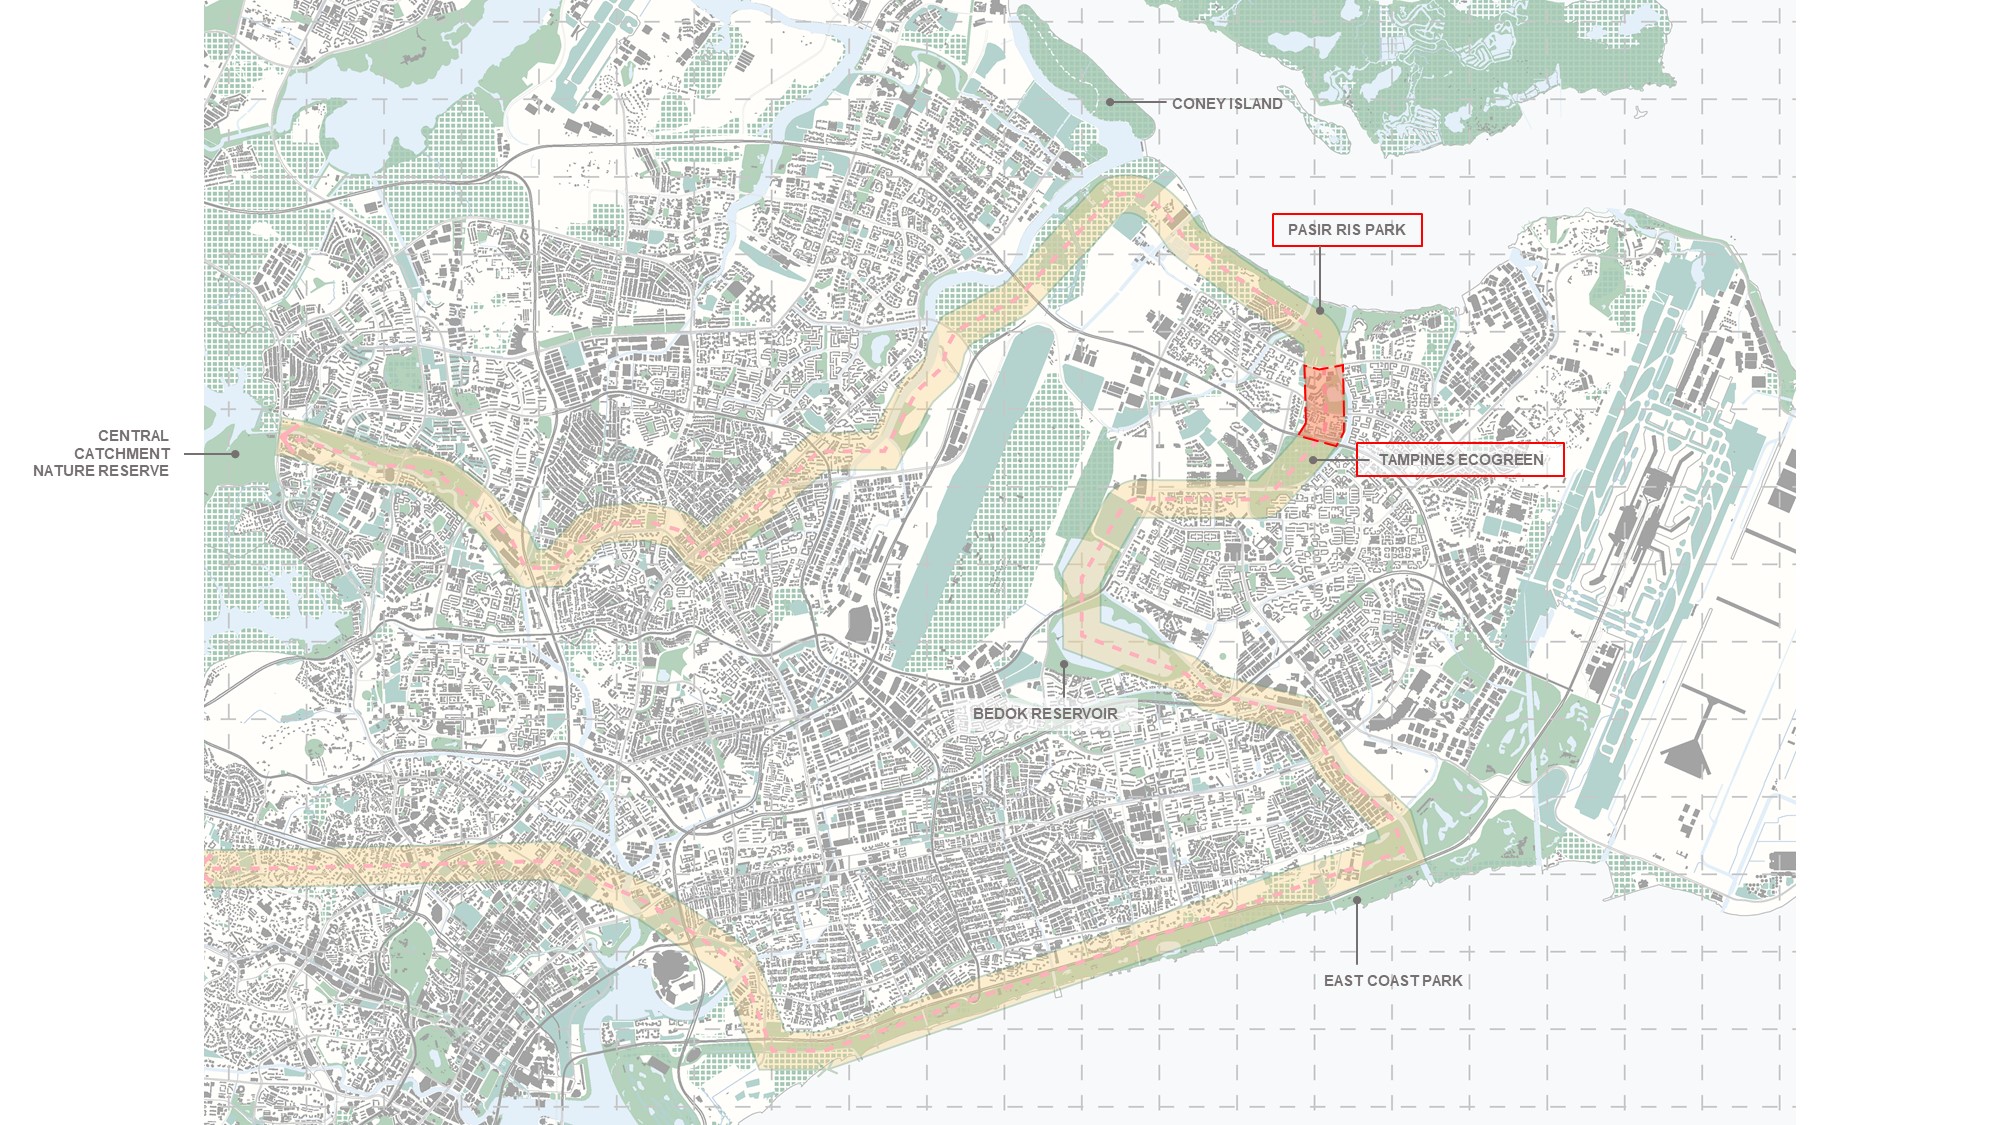 CONEY ISLAND
PASIR RIS PARK
CENTRAL
CATCHMENT
NATURE RESERVE
TAMPINES ECOGREEN
BEDOK RESERVOIR
EAST COAST PARK